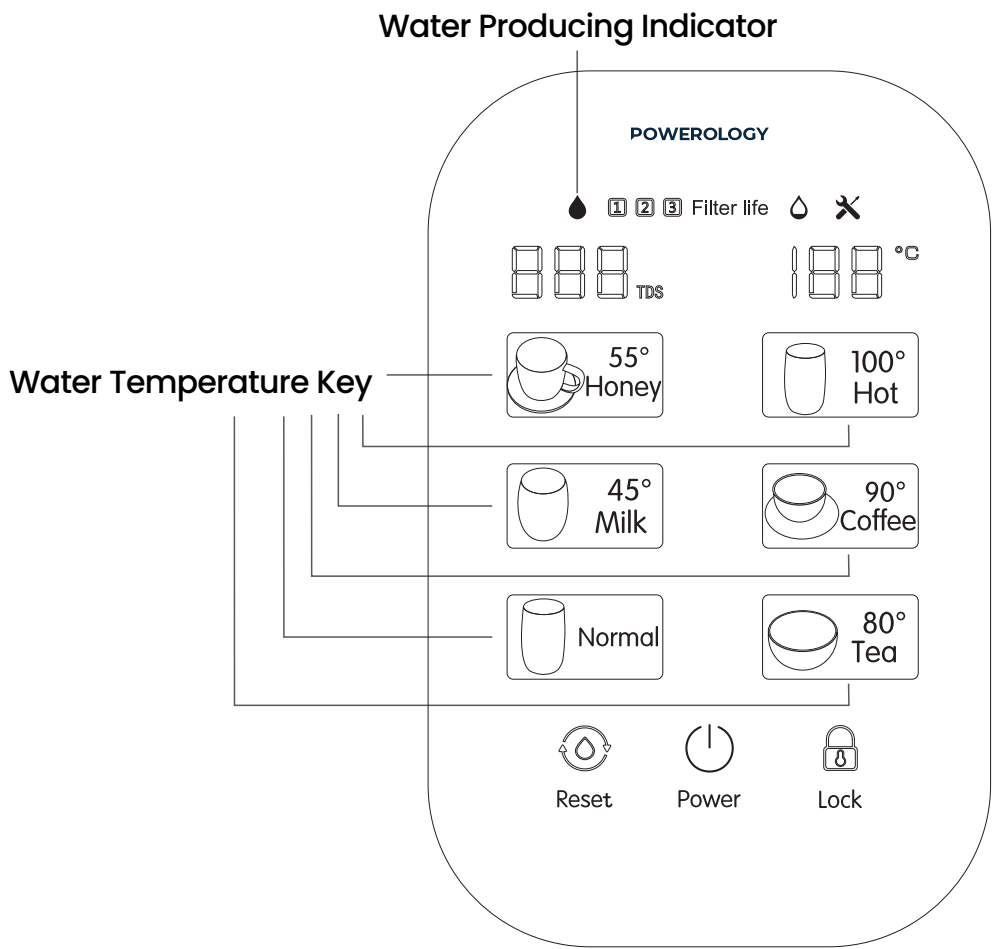 Water Producing Indicator
POWEROLOGY
1 2 3 Filter life
188 °C
888 TDS
Water Temperature Key
55°
Honey
100°
Hot
45°
Milk
90°
Coffee
Normal
80°
Tea
Reset
Power
Lock